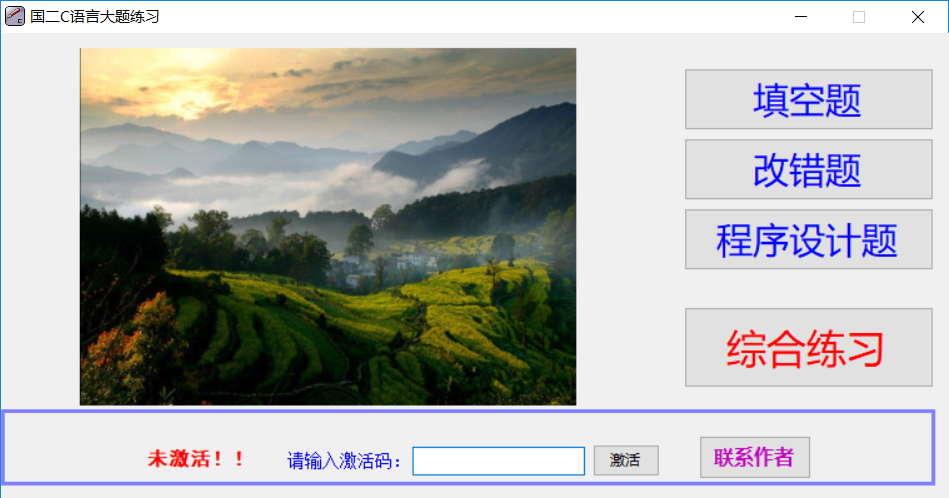 国二C语言大题练习
填空题
改错题
程序设计题
综合练习
未激活！！ 请输入激活码： 激活 联系作者